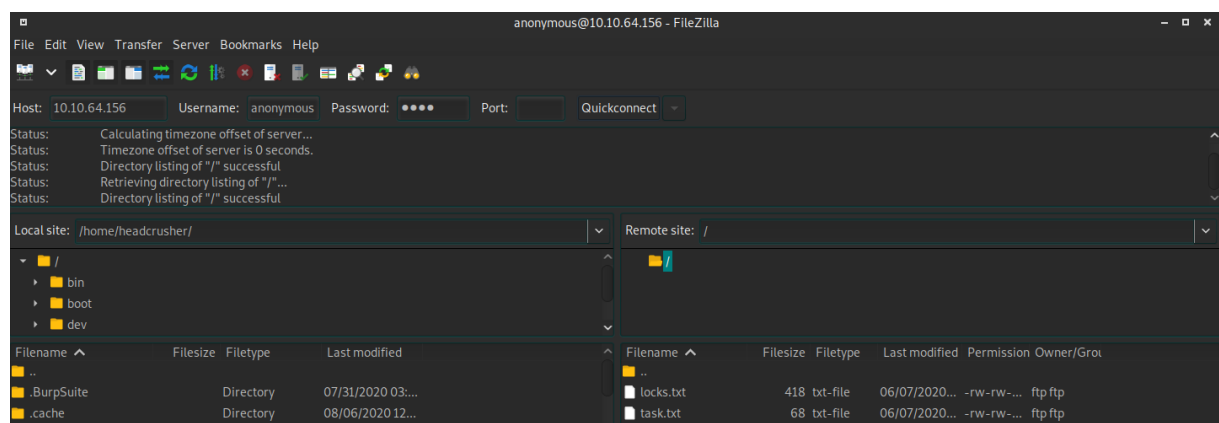 anonymous@10.10.64.156 - FileZilla
File Edit View Transfer Server Bookmarks Help
Host: 10.10.64.156 Username: anonymous Password: ●●●● Port: Quickconnect
Status: Calculating timezone offset of server...
Status: Timezone offset of server is 0 seconds.
Status: Directory listing of "/" successful
Status: Retrieving directory listing of "/"...
Status: Directory listing of "/" successful
Local site: /home/headcrusher/ Remote site: /
/ /
bin
boot
dev
Filename Filesize Filetype Last modified Filename Filesize Filetype Last modified Permission Owner/Grou
.. ..
.BurpSuite Directory 07/31/2020 03:... locks.txt 418 txt-file 06/07/2020... -rw-rw-... ftp ftp
.cache Directory 08/06/2020 12... task.txt 68 txt-file 06/07/2020... -rw-rw-... ftp ftp